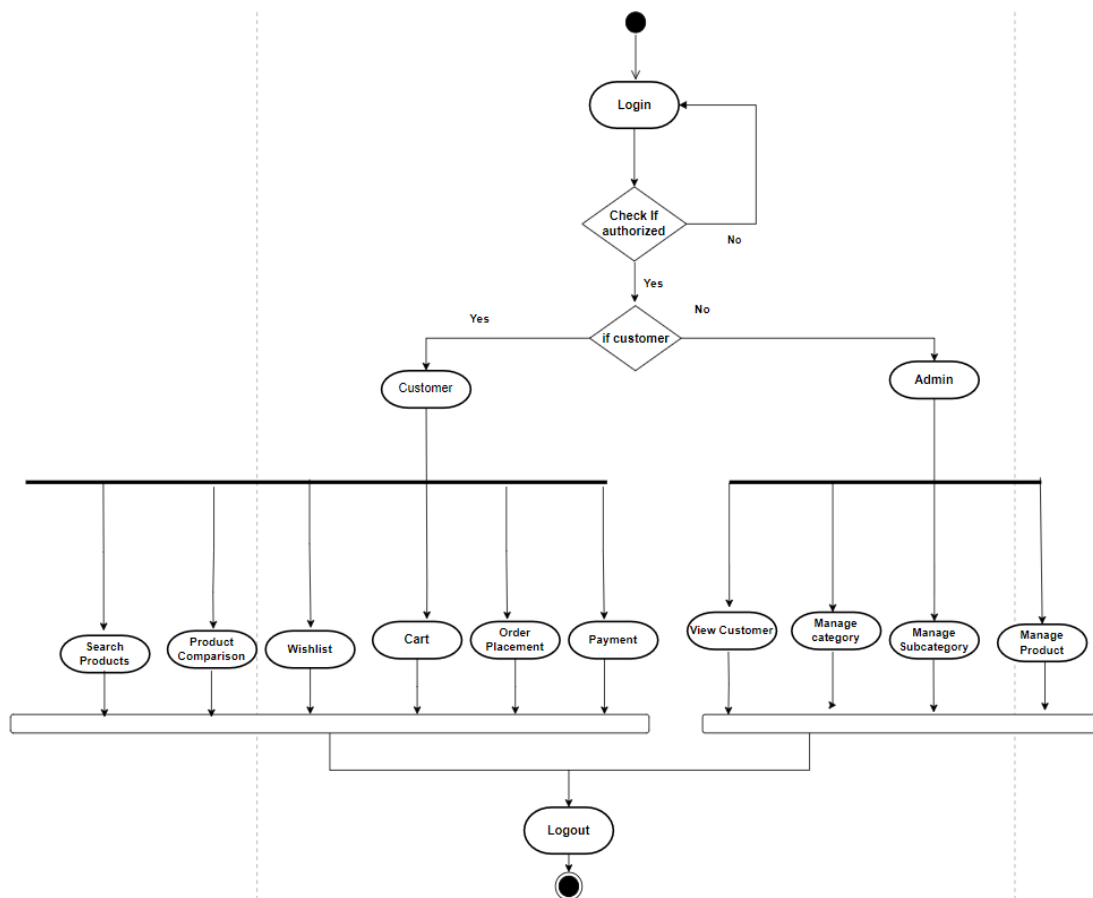 Login
Check If
authorized
No
Yes
Yes
No
if customer
Customer
Admin
Search
Products
Product
Comparison
Wishlist
Cart
Order
Placement
Payment
View Customer
Manage
category
Manage
Subcategory
Manage
Product
Logout